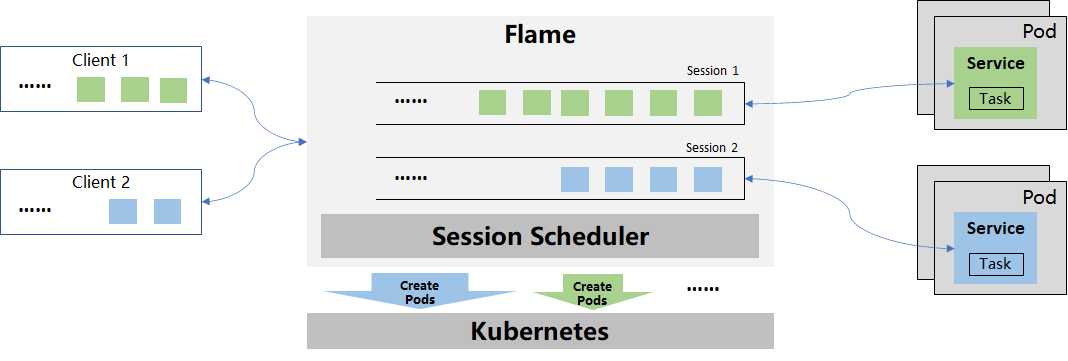 Flame
Client 1
......
Client 2
......
Session 1
......
Session 2
......
Session Scheduler
Create
Pods
Create
Pods
......
Kubernetes
Pod
Service
Task
Pod
Service
Task